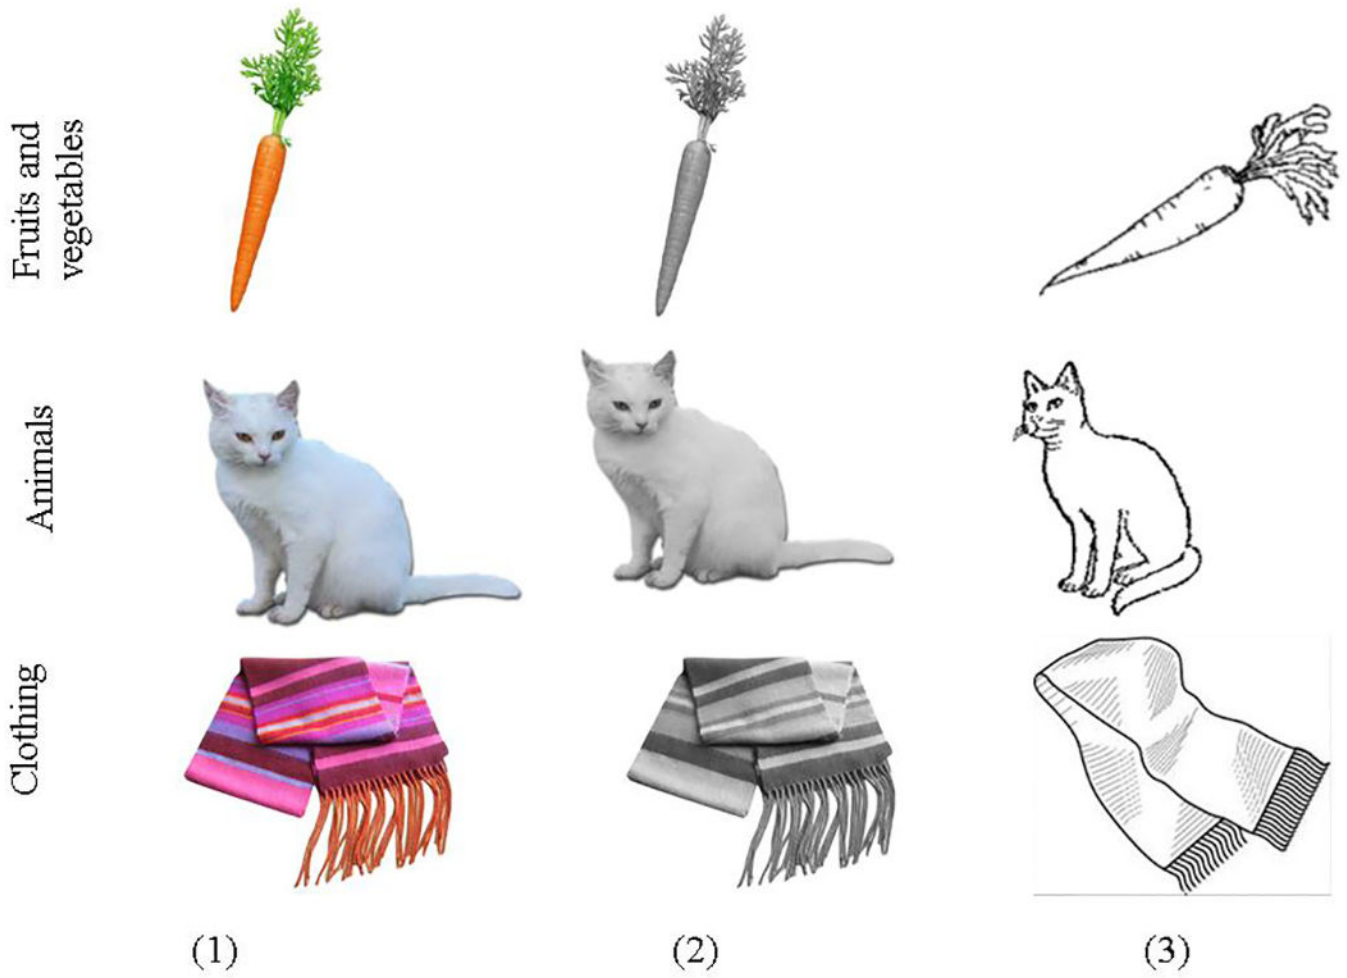 Fruits and
vegetables
Animals
Clothing
(1)
(2)
(3)